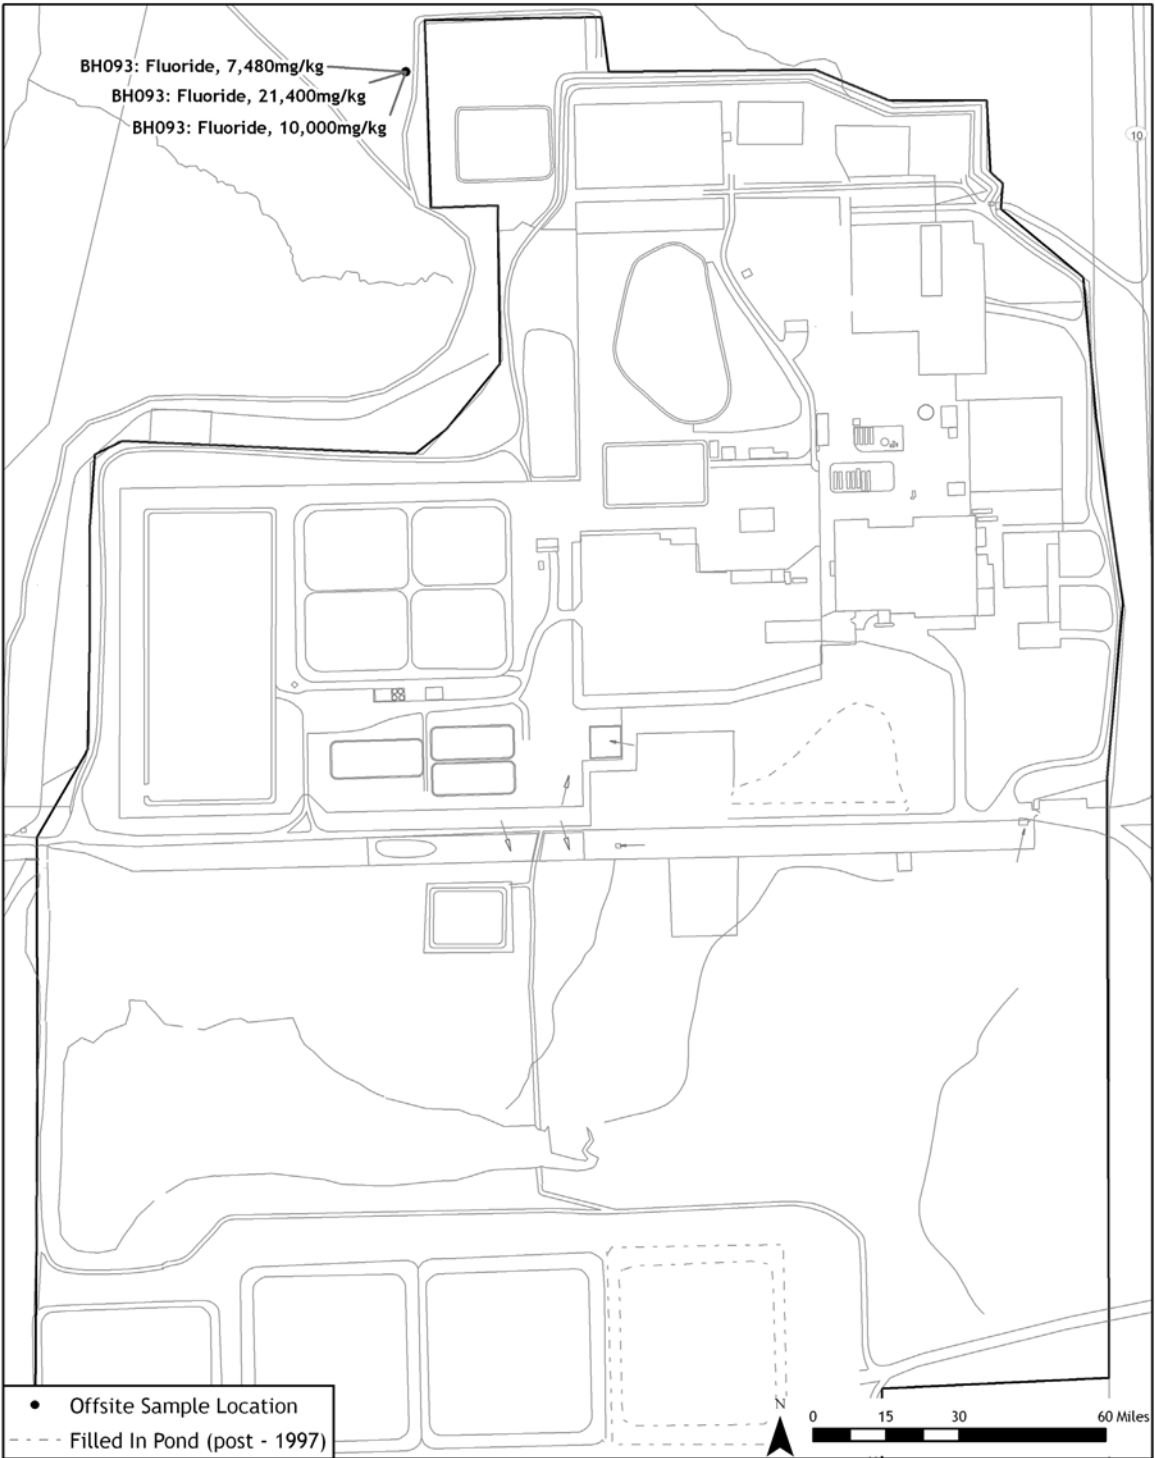 BH093: Fluoride, 7,480mg/kg
BH093: Fluoride, 21,400mg/kg
BH093: Fluoride, 10,000mg/kg
10
Offsite Sample Location
Filled In Pond (post - 1997)
N
0 15 30 60 Miles